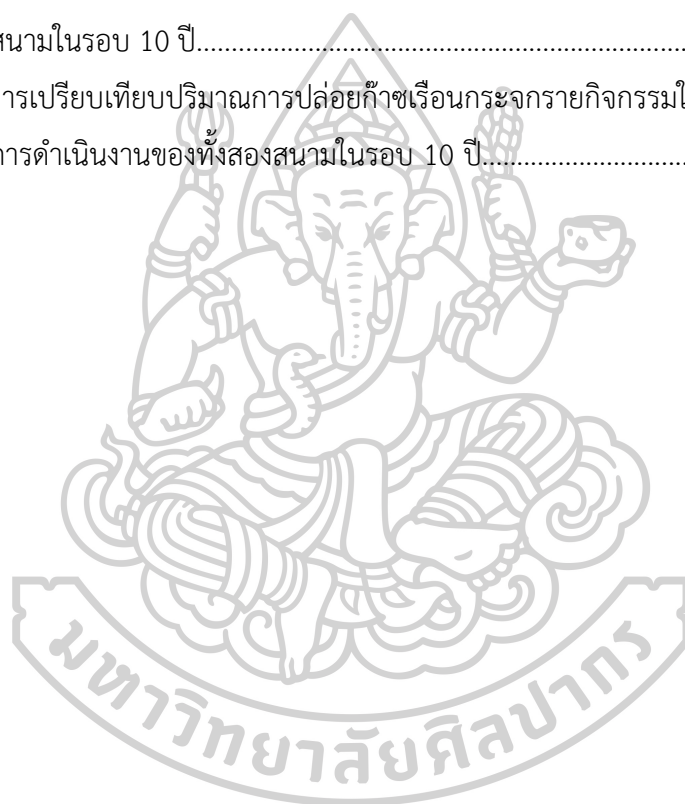 สนามในรอบ 10 ปี......................................................................
ารเปรียบเทียบปริมาณการปล่อยก๊าซเรือนกระจกรายกิจกรรมใ
การดำเนินงานของทั้งสองสนามในรอบ 10 ปี.............................
มหาวิทยาลัยศิลปากร